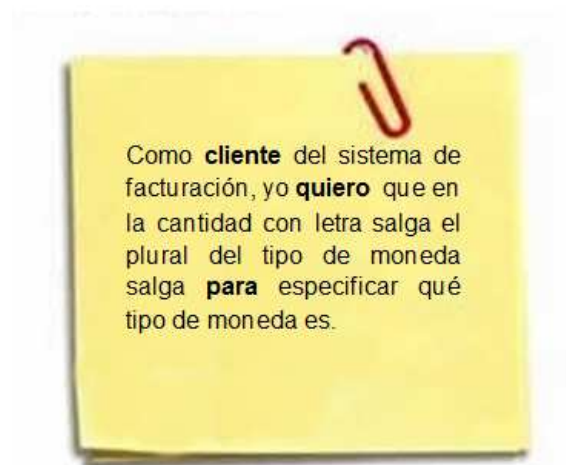 Como cliente del sistema de
facturación, yo quiero que en
la cantidad con letra salga el
plural del tipo de moneda
salga para especificar qué
tipo de moneda es.